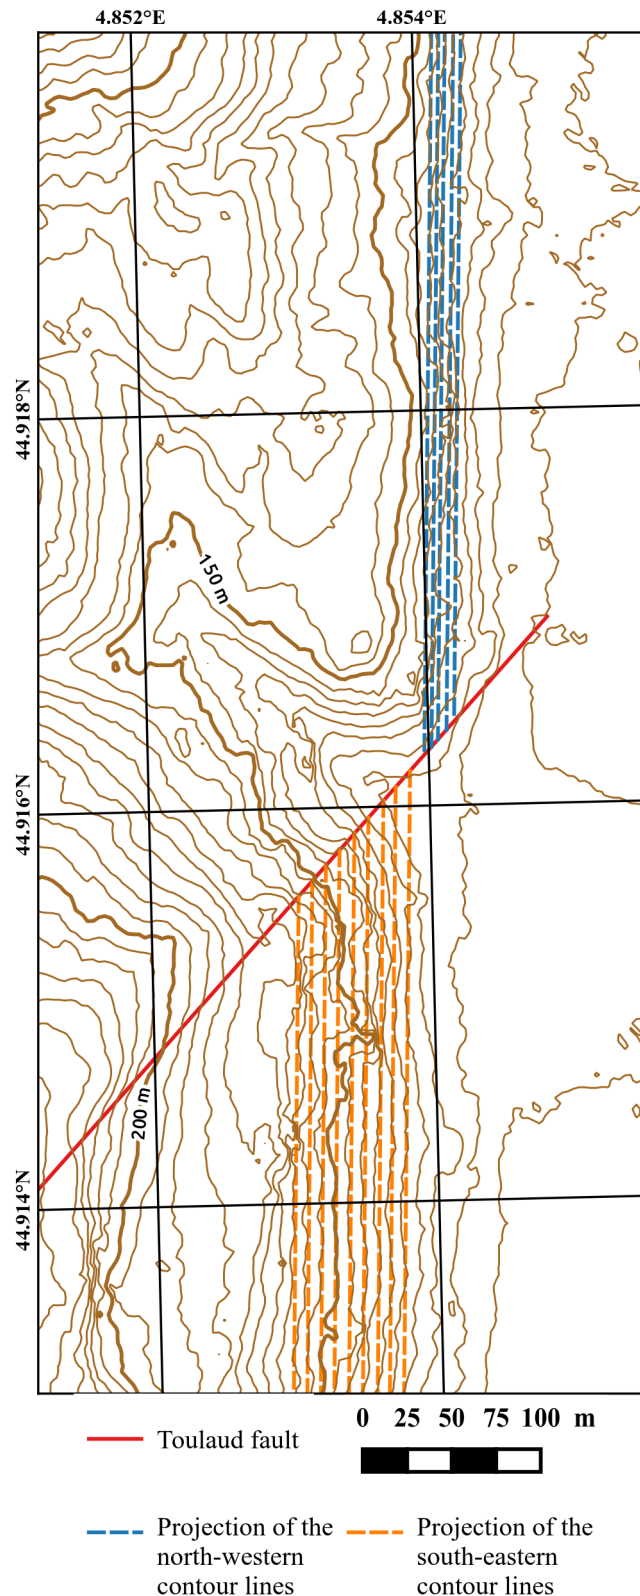 4.852°E 4.854°E
44.918°N
150 m
44.916°N
200 m
44.914°N
0 25 50 75 100 m
Toulaud fault
Projection of the
north-western
contour lines
Projection of the
south-eastern
contour lines